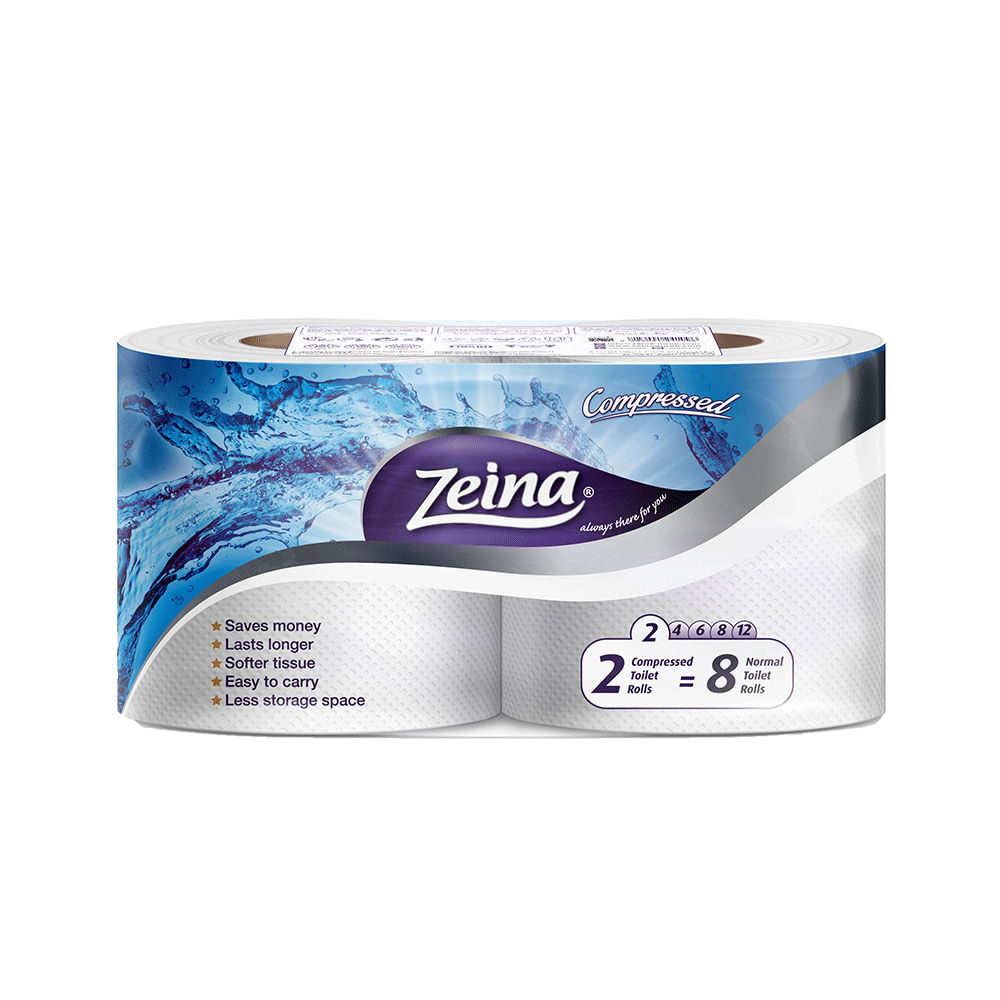 Compressed
Zeina®
always there for you
Saves money
Lasts longer
Softer tissue
Easy to carry
Less storage space
2 4 6 8 12
2 Compressed Toilet Rolls = 8 Normal Toilet Rolls